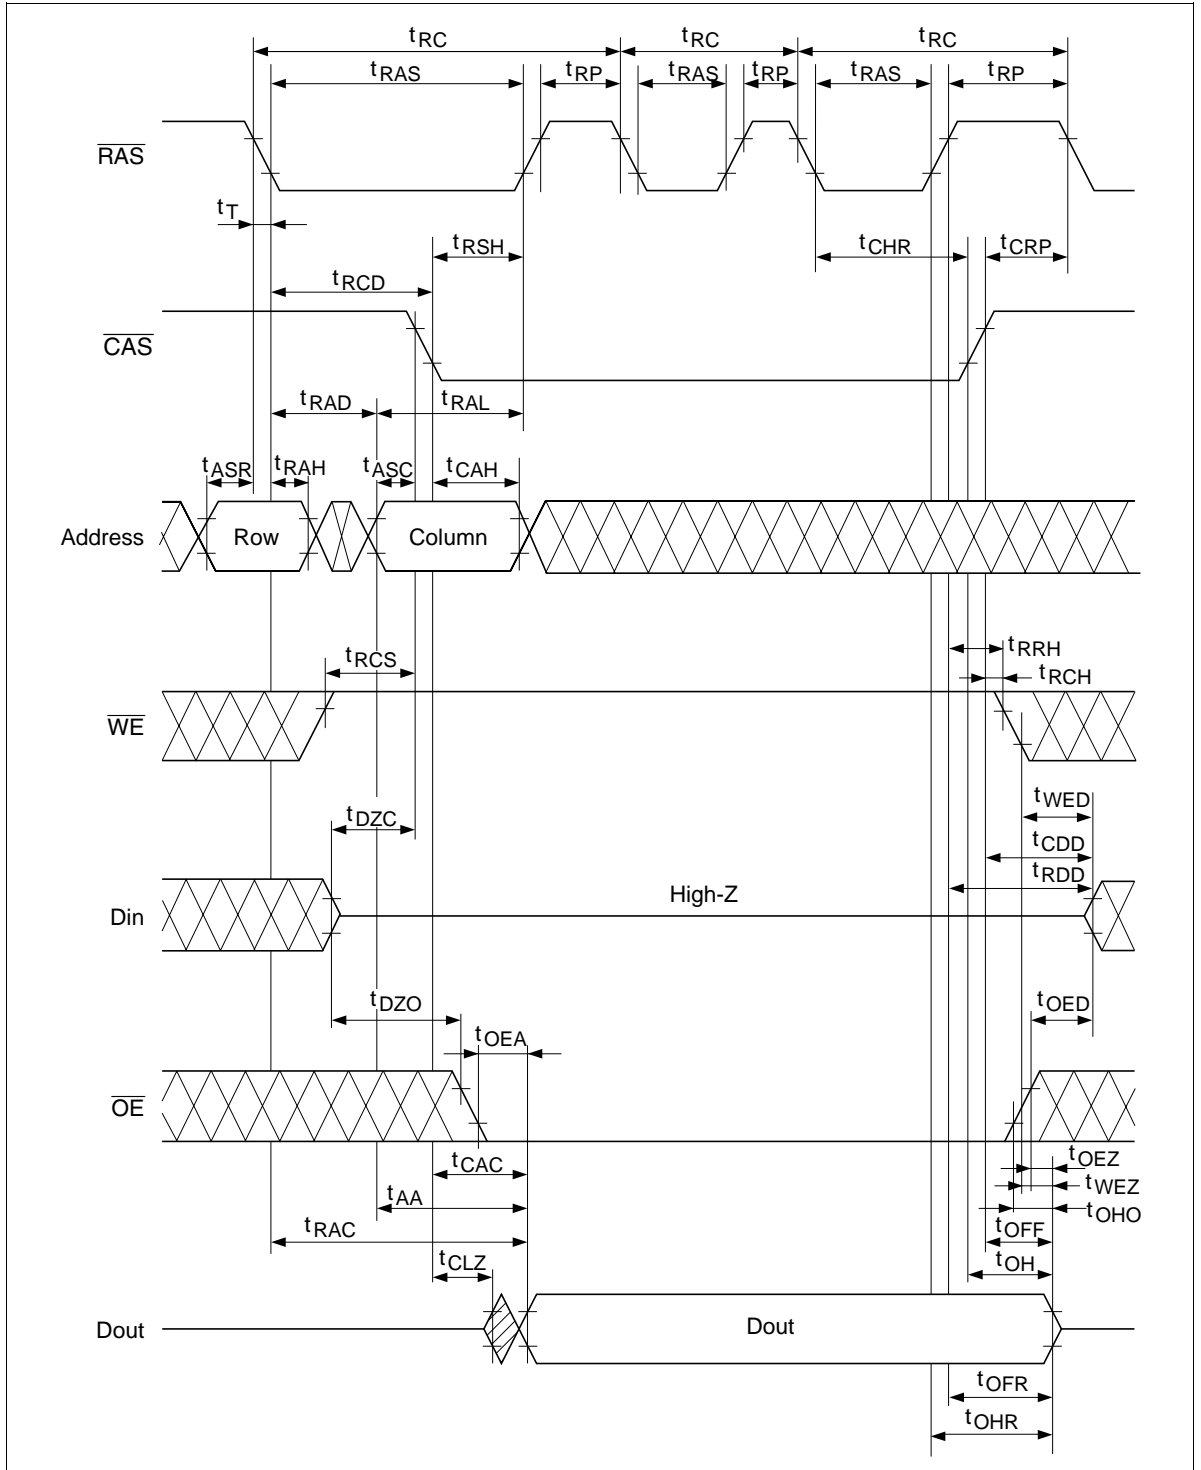 tRC tRC tRC
tRAS tRP tRAS tRP tRAS tRP
RAS
tT
tRSH tCHR tCRP
tRCD
CAS
tRAD tRAL
tASR tRAH tASC tCAH
Address Row Column
tRRH
tRCS
tRCH
WE
tWED
tDZC
tCDD
tRDD
High-Z
Din
tDZO tOED
tOEA
OE
tOEZ
tCAC
tWEZ
tAA
tOHO
tRAC
tOFF
tCLZ tOH
Dout Dout
tOFR
tOHR